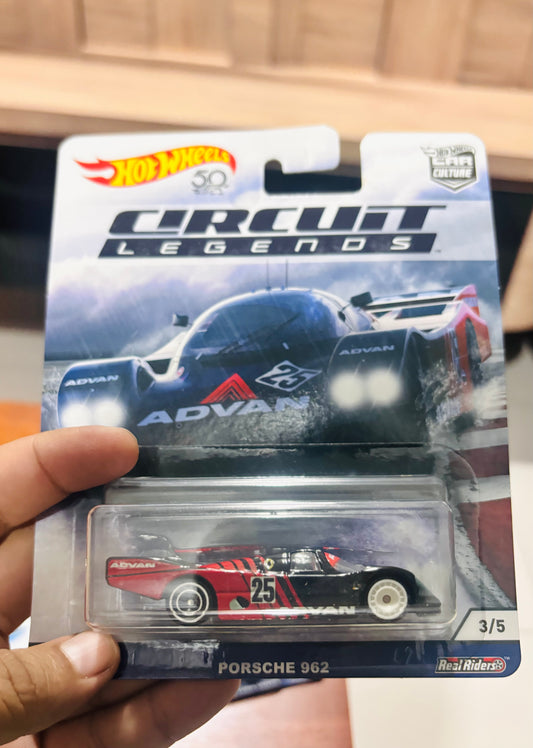 HOT WHEELS
50
CAR
CULTURE
CIRCUIT
LEGENDS
ADVAN
ADVAN
25
ADVAN
ADVAN
25
ADVAN
3/5
PORSCHE 962
Real Riders